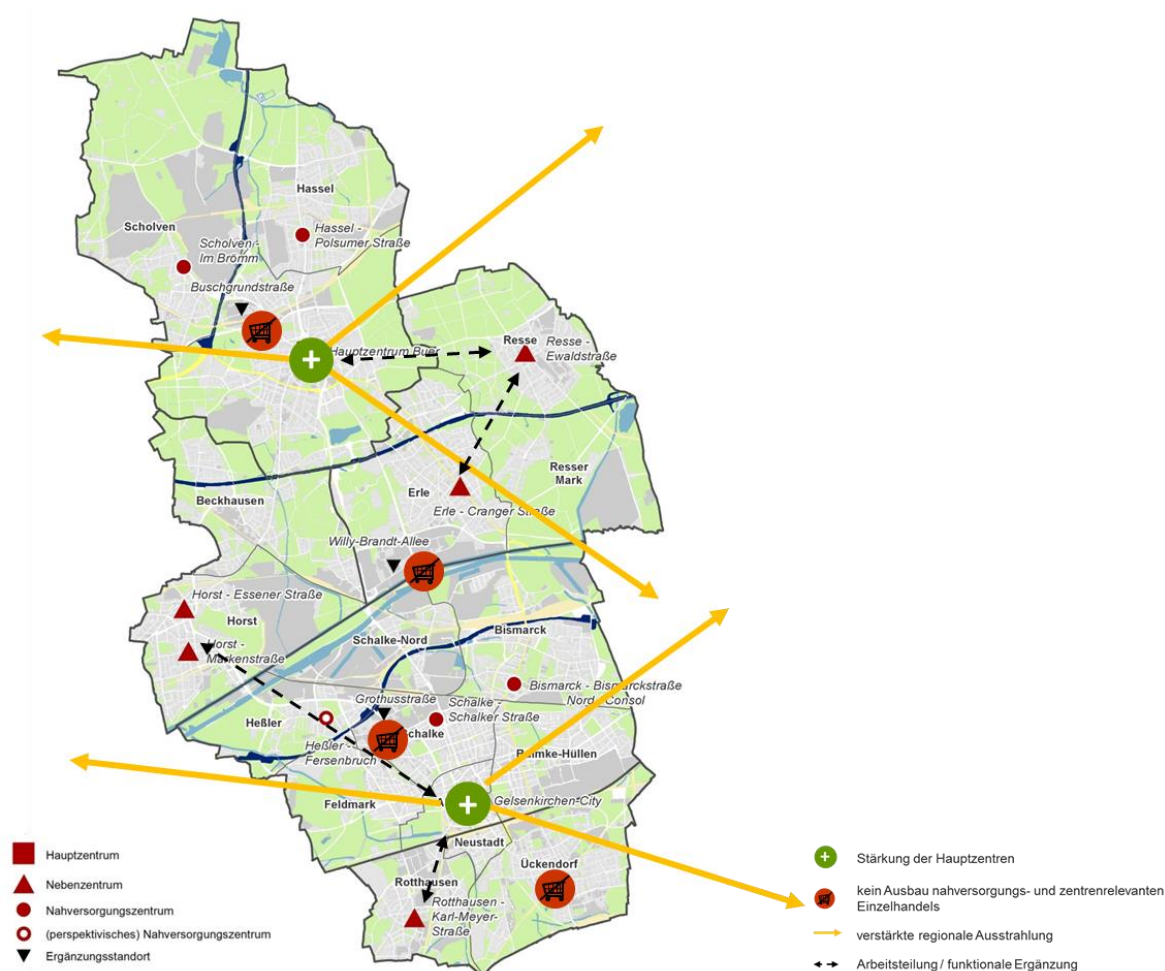 Hassel
Scholven
Hassel -
Polsumer Straße
Scholven -
Im Brömm
Buschgrundstraße
Hauptzentrum Buer
Resse
Resse -
Ewaldstraße
Resser
Mark
Beckhausen
Erle
Erle - Cranger Straße
Willy-Brandt-Allee
Horst - Essener Straße
Horst
Horst -
Markenstraße
Schalke-Nord
Bismarck
Bismarck - Bismarckstraße
Nord / Consol
Grothusstraße
Schalke -
Schalker Straße
Heßler
Schalke
Heßler -
Fersenbruch
Bulmke-Hüllen
Feldmark
A
Gelsenkirchen-City
Neustadt
Ückendorf
Rotthausen
Rotthausen -
Karl-Meyer-
Straße
Hauptzentrum
Nebenzentrum
Nahversorgungszentrum
(perspektivisches) Nahversorgungszentrum
Ergänzungsstandort
Stärkung der Hauptzentren
kein Ausbau nahversorgungs- und zentrenrelevanten
Einzelhandels
verstärkte regionale Ausstrahlung
Arbeitsteilung / funktionale Ergänzung